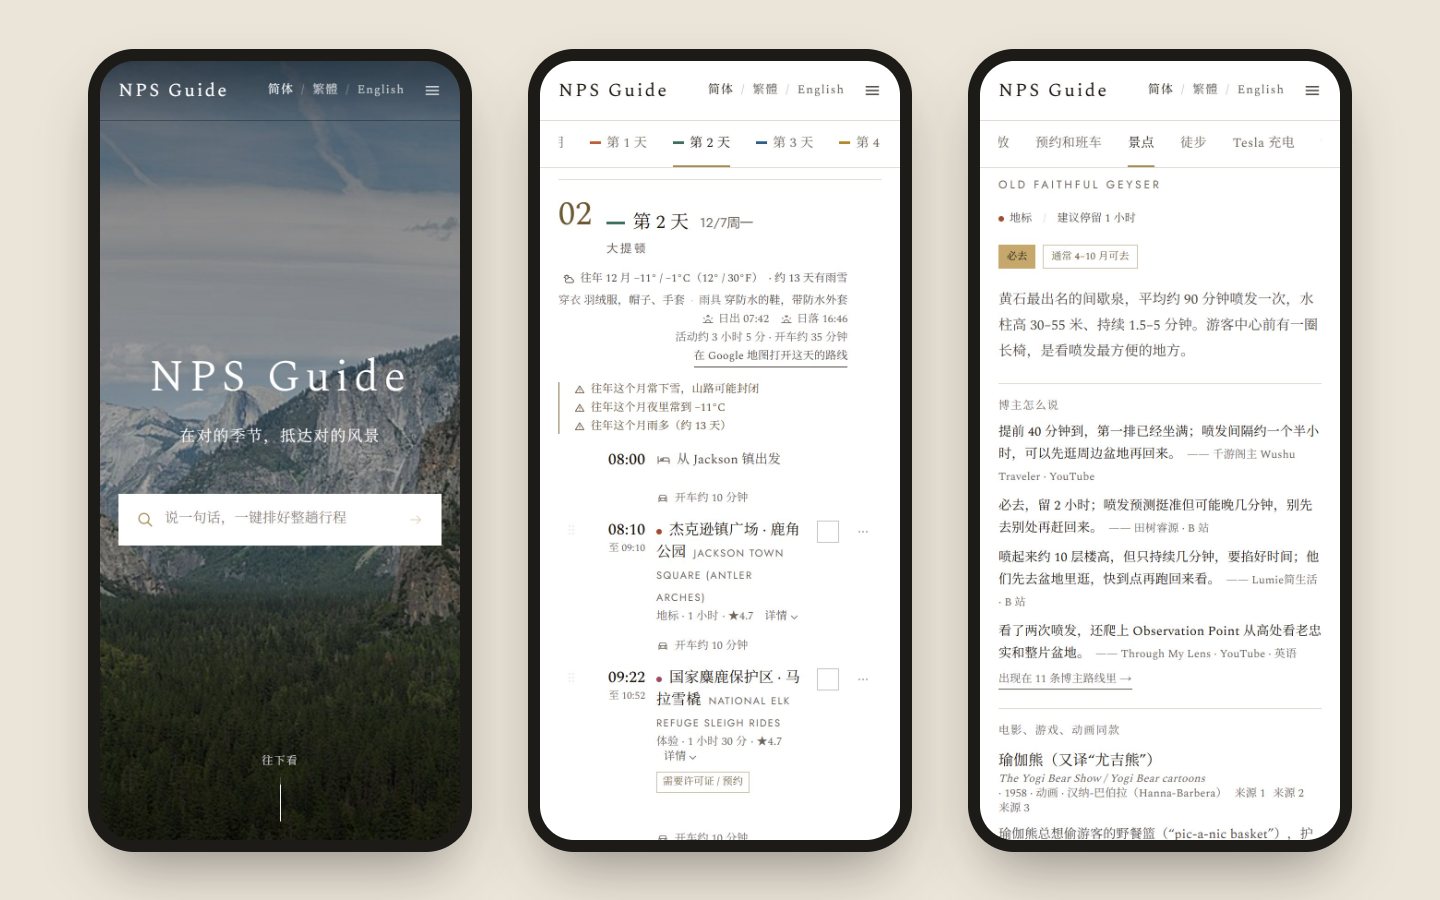 NPS Guide
简体 / 繁體 / English
NPS Guide
在对的季节，抵达对的风景
说一句话，一键排好整趟行程
往下看
NPS Guide
简体 / 繁體 / English
第 1 天
第 2 天
第 3 天
第 4
02
第 2 天 12/7周一
大提顿
往年 12 月 −11° / −1°C（12° / 30°F） · 约 13 天有雨雪
穿衣 羽绒服，帽子、手套 · 雨具 穿防水的鞋，带防水外套
日出 07:42 日落 16:46
活动约 3 小时 5 分 · 开车约 35 分钟
在 Google 地图打开这天的路线
往年这个月常下雪，山路可能封闭
往年这个月夜里常到 −11°C
往年这个月雨多（约 13 天）
08:00 从 Jackson 镇出发
开车约 10 分钟
08:10 杰克逊镇广场 · 鹿角
至 09:10 公园 JACKSON TOWN
SQUARE (ANTLER
ARCHES)
地标 · 1 小时 · ★4.7 详情
开车约 10 分钟
09:22 国家麋鹿保护区 · 马
至 10:52 拉雪橇 NATIONAL ELK
REFUGE SLEIGH RIDES
体验 · 1 小时 30 分 · ★4.7
详情
需要许可证 / 预约
开车约 10 分钟
NPS Guide
简体 / 繁體 / English
预约和班车
景点
徒步
Tesla 充电
OLD FAITHFUL GEYSER
地标 / 建议停留 1 小时
必去
通常 4–10 月可去
黄石最出名的间歇泉，平均约 90 分钟喷发一次，水
柱高 30–55 米、持续 1.5–5 分钟。游客中心前有一圈
长椅，是看喷发最方便的地方。
博主怎么说
提前 40 分钟到，第一排已经坐满；喷发间隔约一个半小
时，可以先逛周边盆地再回来。 —— 千游阁主 Wushu
Traveler · YouTube
必去，留 2 小时；喷发预测挺准但可能晚几分钟，别先
去别处再赶回来。 —— 田树睿源 · B 站
喷起来约 10 层楼高，但只持续几分钟，要掐好时间；他
们先去盆地里逛，快到点再跑回来看。 —— Lumie简生活
· B 站
看了两次喷发，还爬上 Observation Point 从高处看老忠
实和整片盆地。 —— Through My Lens · YouTube · 英语
出现在 11 条博主路线里 →
电影、游戏、动画同款
瑜伽熊（又译“尤吉熊”）
The Yogi Bear Show / Yogi Bear cartoons
· 1958 · 动画 · 汉纳-巴伯拉（Hanna-Barbera） 来源 1 来源 2
来源 3
瑜伽熊总想偷游客的野餐篮（“pic-a-nic basket”），护